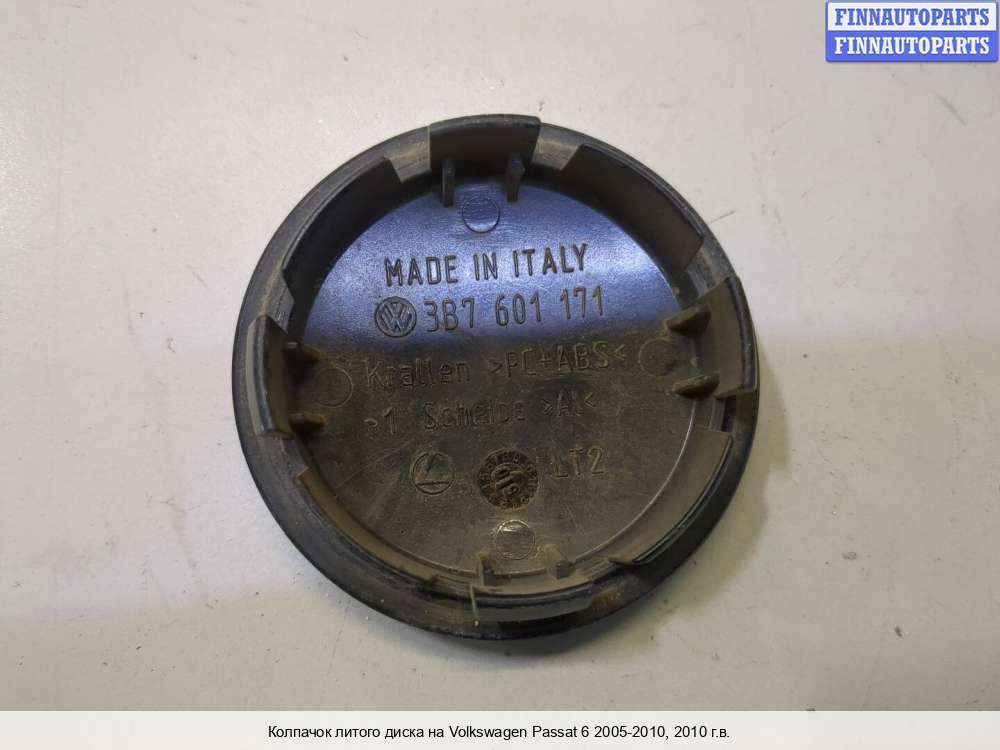 FINNAUTOPARTS
FINNAUTOPARTS
MADE IN ITALY
3B7 601 171
Krallen >PC+ABS<
Scheibe >Al<
LT2
Колпачок литого диска на Volkswagen Passat 6 2005-2010, 2010 г.в.